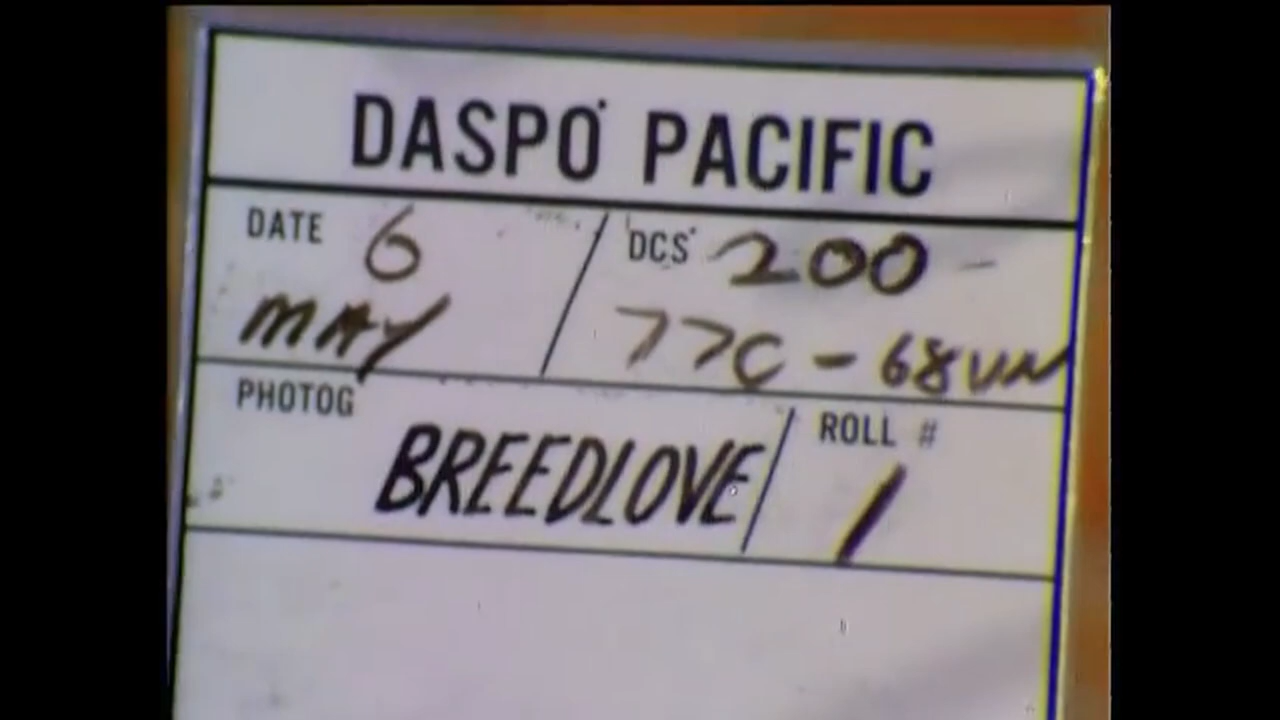 DASPO PACIFIC
DATE 6 MAY
DCS 200 - 77C - 68VN
PHOTOG BREEDLOVE
ROLL # 1